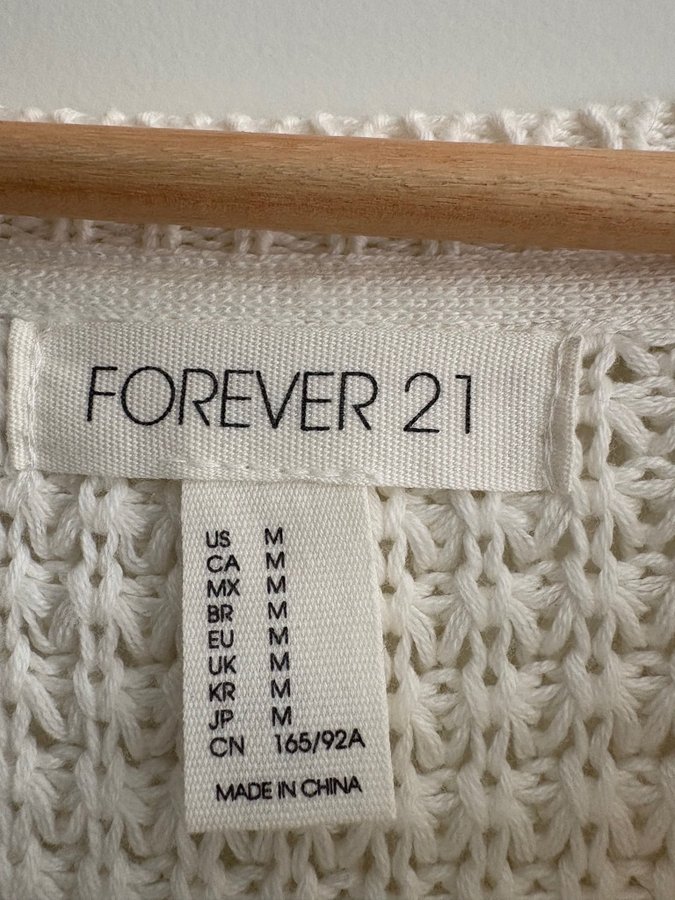 FOREVER 21
US M
CA M
MX M
BR M
EU M
UK M
KR M
JP M
CN 165/92A
MADE IN CHINA